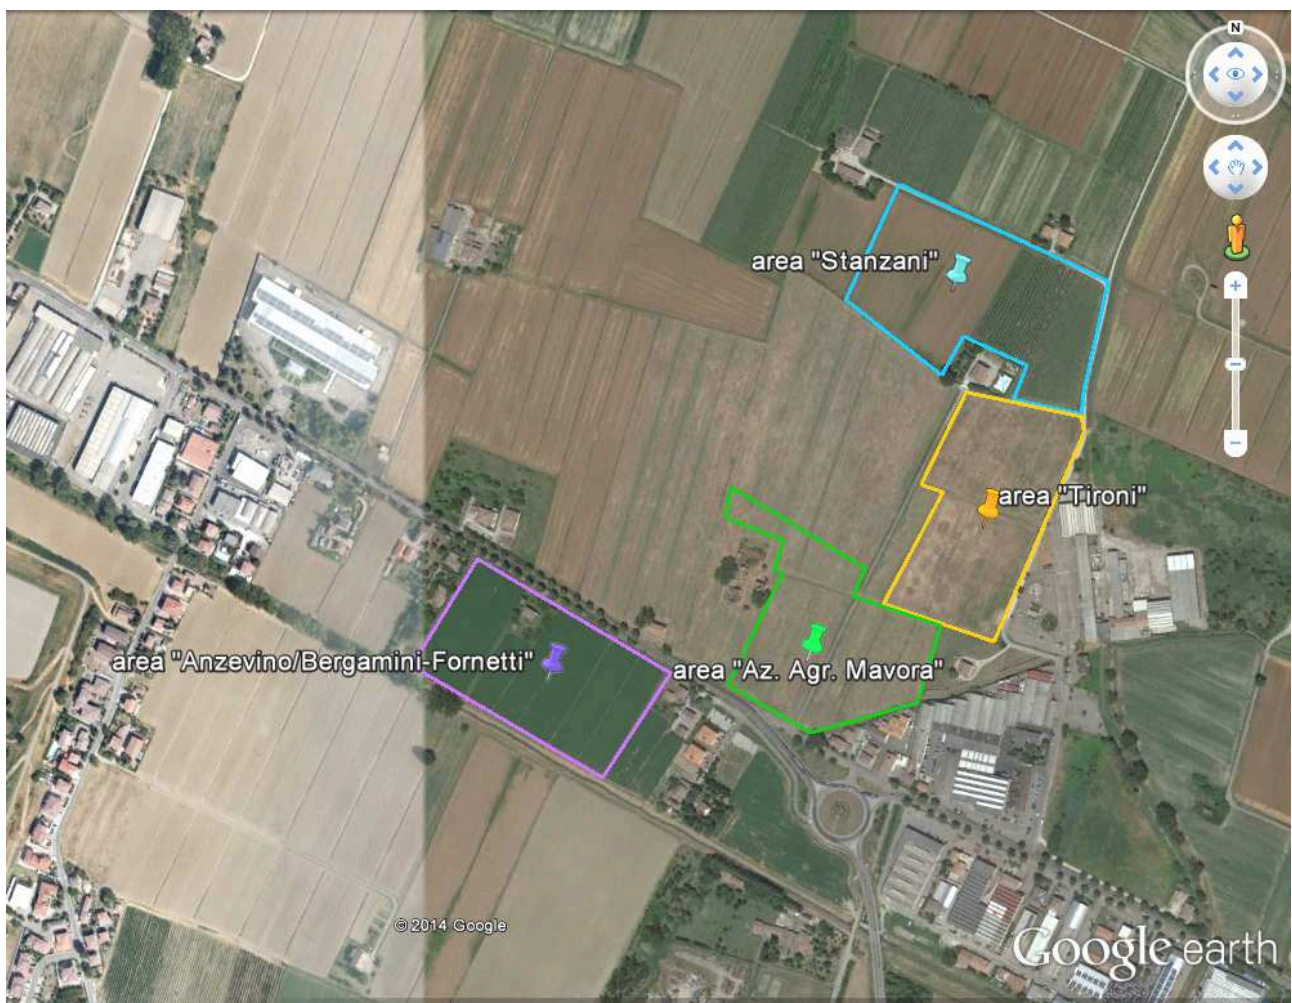 N
area "Stanzani"
area "Tironi"
area "Anzevino/Bergamini-Fornetti"
area "Az. Agr. Mavora"
© 2014 Google
Google earth